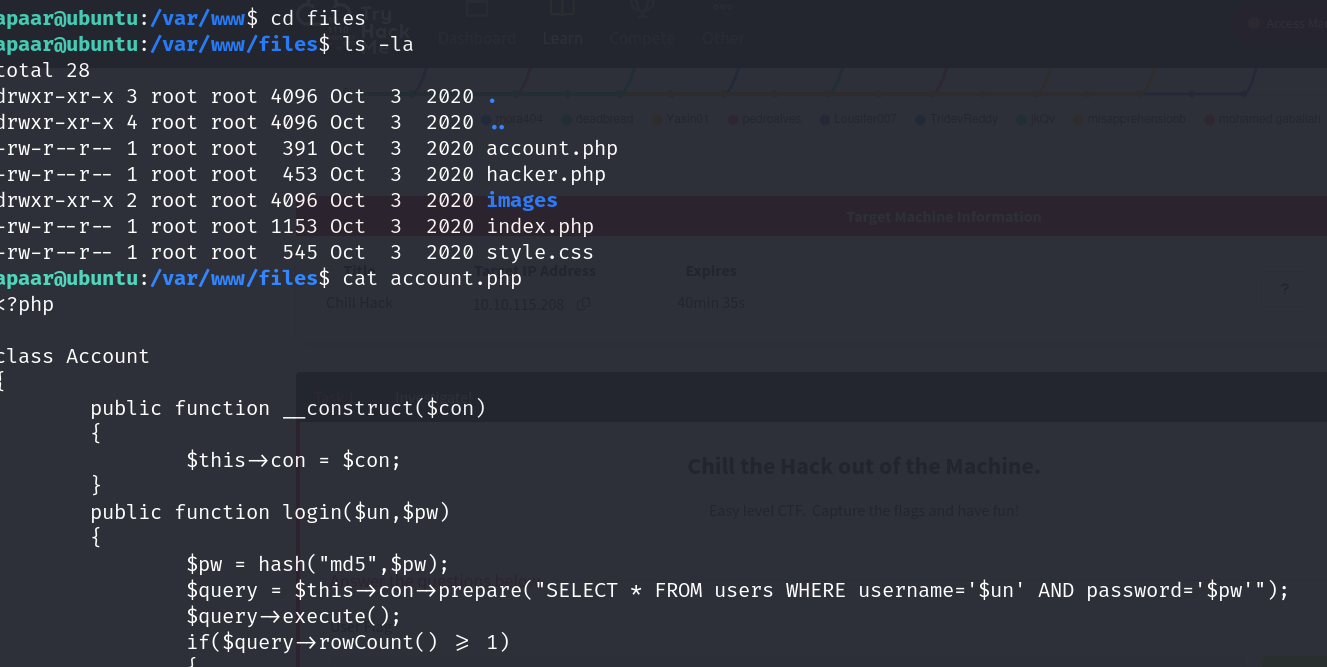 apaar@ubuntu:/var/www$ cd files
apaar@ubuntu:/var/www/files$ ls -la
total 28
drwxr-xr-x 3 root root 4096 Oct  3  2020 .
drwxr-xr-x 4 root root 4096 Oct  3  2020 ..
-rw-r--r-- 1 root root  391 Oct  3  2020 account.php
-rw-r--r-- 1 root root  453 Oct  3  2020 hacker.php
drwxr-xr-x 2 root root 4096 Oct  3  2020 images
-rw-r--r-- 1 root root 1153 Oct  3  2020 index.php
-rw-r--r-- 1 root root  545 Oct  3  2020 style.css
apaar@ubuntu:/var/www/files$ cat account.php
<?php
class Account
{
public function __construct($con)
{
$this->con = $con;
}
public function login($un,$pw)
{
$pw = hash("md5",$pw);
$query = $this->con->prepare("SELECT * FROM users WHERE username='$un' AND password='$pw'");
$query->execute();
if($query->rowCount() >= 1)
{
Try
Hack
Me
Dashboard Learn Compete Other
Target Machine Information
Title Target IP Address Expires
Chill Hack 10.10.115.208 40min 35s ?
Chill the Hack out of the Machine.
Easy level CTF. Capture the flags and have fun!